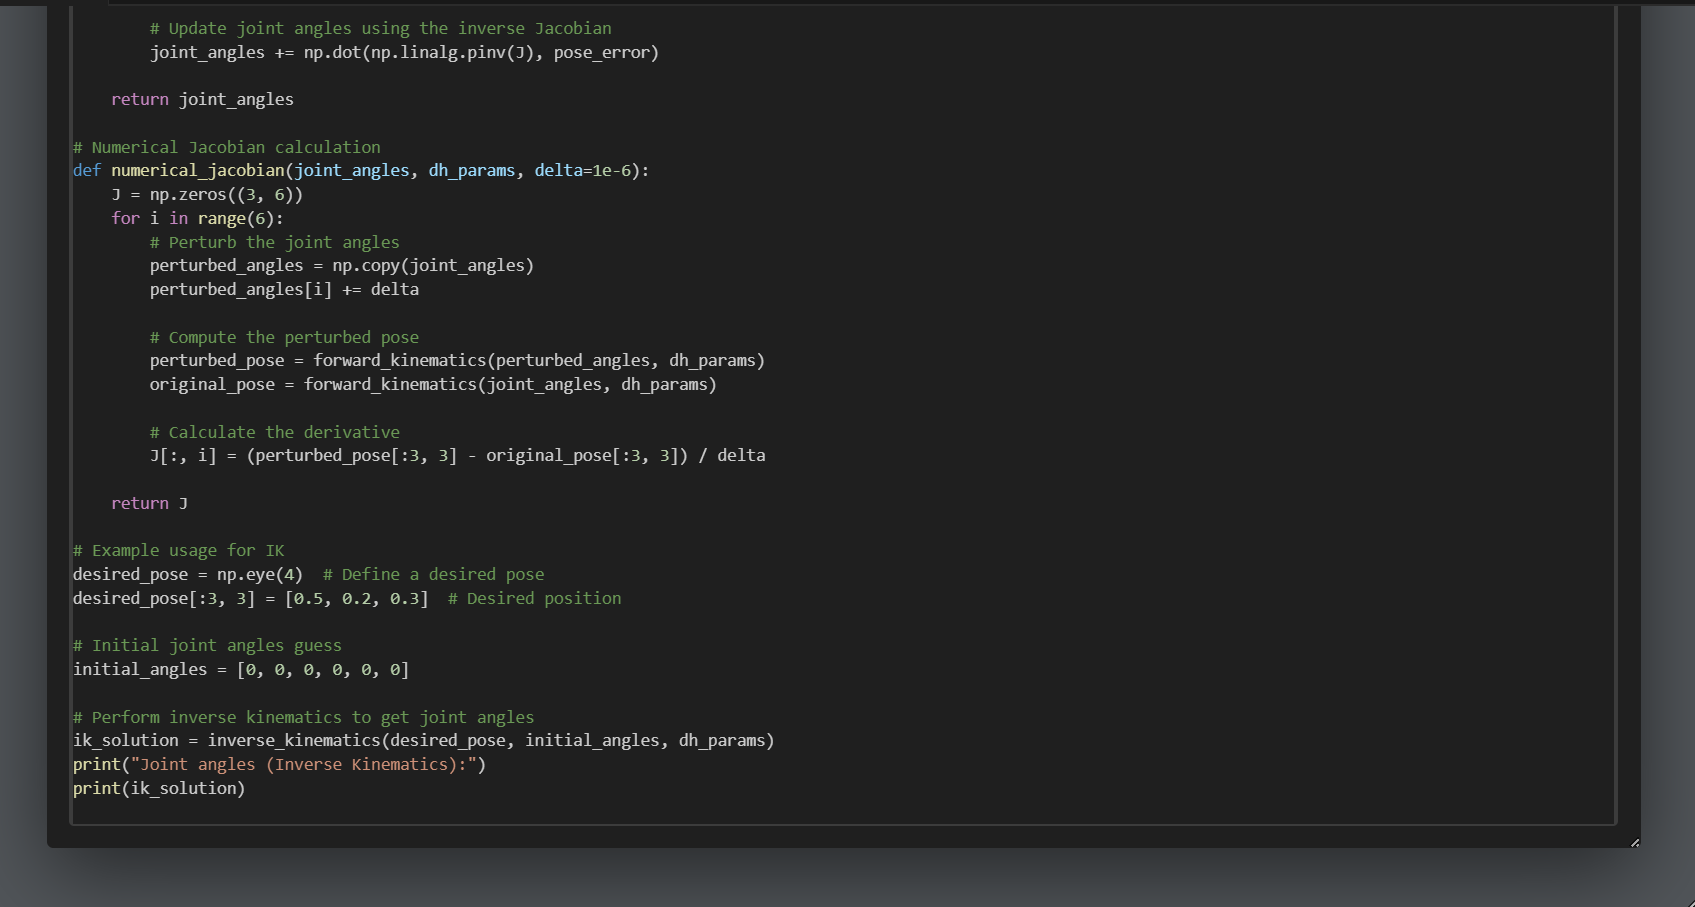 # Update joint angles using the inverse Jacobian
joint_angles += np.dot(np.linalg.pinv(J), pose_error)
return joint_angles
# Numerical Jacobian calculation
def numerical_jacobian(joint_angles, dh_params, delta=1e-6):
J = np.zeros((3, 6))
for i in range(6):
# Perturb the joint angles
perturbed_angles = np.copy(joint_angles)
perturbed_angles[i] += delta
# Compute the perturbed pose
perturbed_pose = forward_kinematics(perturbed_angles, dh_params)
original_pose = forward_kinematics(joint_angles, dh_params)
# Calculate the derivative
J[:, i] = (perturbed_pose[:3, 3] - original_pose[:3, 3]) / delta
return J
# Example usage for IK
desired_pose = np.eye(4)  # Define a desired pose
desired_pose[:3, 3] = [0.5, 0.2, 0.3]  # Desired position
# Initial joint angles guess
initial_angles = [0, 0, 0, 0, 0, 0]
# Perform inverse kinematics to get joint angles
ik_solution = inverse_kinematics(desired_pose, initial_angles, dh_params)
print("Joint angles (Inverse Kinematics):")
print(ik_solution)